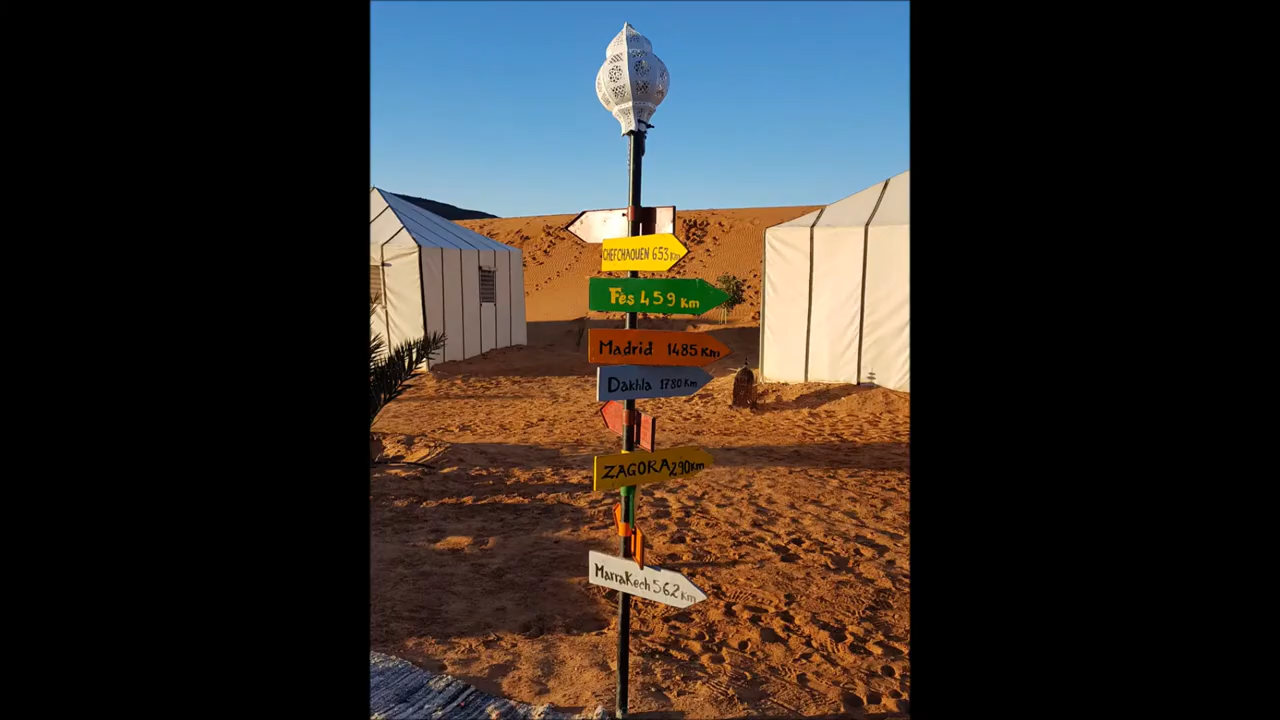 CHEFCHAOUEN 653 Km
Fes 459 Km
Madrid 1485 Km
Dakhla 1780 Km
ZAGORA 290 Km
MarraKech 562 Km